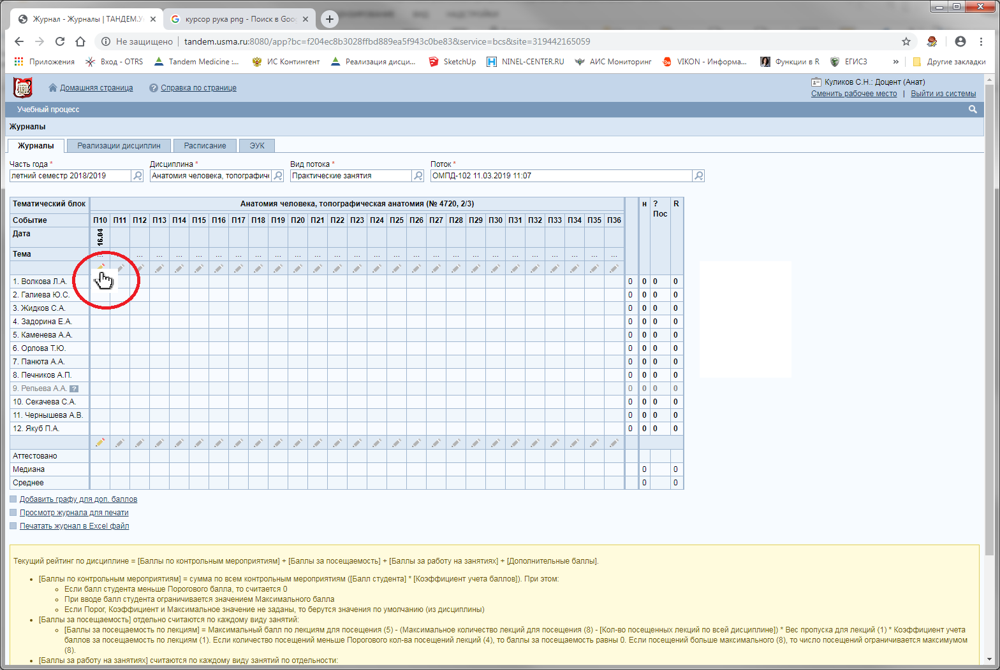 Журнал - Журналы | ТАНДЕМ.У
курсор рука png - Поиск в Goo
Не защищено | tandem.usma.ru:8080/app?bc=f204ec8b3028ffbd889ea5f943c0be83&service=bcs&site=319442165059
Приложения Вход - OTRS Tandem Medicine :... ИС Контингент Реализация дисци... SketchUp NINEL-CENTER.RU АИС Мониторинг VIKON - Информа... Функции в R ЕГИСЗ » Другие закладки
Домашняя страница Справка по странице
Куликов С.Н.: Доцент (Анат)
Сменить рабочее место | Выйти из системы
Учебный процесс
Журналы
Журналы Реализации дисциплин Расписание ЭУК
Часть года * Дисциплина * Вид потока * Поток *
летний семестр 2018/2019 Анатомия человека, топографиче Практические занятия ОМПД-102 11.03.2019 11:07
Тематический блок Анатомия человека, топографическая анатомия (№ 4720, 2/3) н ? Пос R
Событие П10 П11 П12 П13 П14 П15 П16 П17 П18 П19 П20 П21 П22 П23 П24 П25 П26 П27 П28 П29 П30 П31 П32 П33 П34 П35 П36
Дата 16.04
Тема ... ... ... ... ... ... ... ... ... ... ... ... ... ... ... ... ... ... ... ... ... ... ... ... ... ...
1. Волкова Л.А. 0 0 0 0
2. Галиева Ю.С. 0 0 0 0
3. Жидков С.А. 0 0 0 0
4. Задорина Е.А. 0 0 0 0
5. Каменева А.А. 0 0 0 0
6. Орлова Т.Ю. 0 0 0 0
7. Панюта А.А. 0 0 0 0
8. Печников А.П. 0 0 0 0
9. Репьева А.А. ? 0 0 0 0
10. Секачева С.А. 0 0 0 0
11. Чернышева А.В. 0 0 0 0
12. Якуб П.А. 0 0 0 0
Аттестовано
Медиана 0 0
Среднее 0 0
Добавить графу для доп. баллов
Просмотр журнала для печати
Печатать журнал в Excel файл
Текущий рейтинг по дисциплине = [Баллы по контрольным мероприятиям] + [Баллы за посещаемость] + [Баллы за работу на занятиях] + [Дополнительные баллы].
[Баллы по контрольным мероприятиям] = сумма по всем контрольным мероприятиям ([Балл студента] * [Коэффициент учета баллов]). При этом:
Если балл студента меньше Порогового балла, то считается 0
При вводе балл студента ограничивается значением Максимального балла
Если Порог, Коэффициент и Максимальное значение не заданы, то берутся значения по умолчанию (из дисциплины)
[Баллы за посещаемость] отдельно считаются по каждому виду занятий:
[Баллы за посещаемость по лекциям] = Максимальный балл по лекциям для посещения (5) - (Максимальное количество лекций для посещения (8) - [Кол-во посещенных лекций по всей дисциплине]) * Вес пропуска для лекций (1) * Коэффициент учета
баллов за посещаемость по лекциям (1). Если количество посещений меньше Порогового кол-ва посещений лекций (4), то баллы за посещаемость равны 0. Если посещений больше максимального (8), то число посещений ограничивается максимумом
(8).
[Баллы за работу на занятиях] считаются по каждому виду занятий по отдельности: